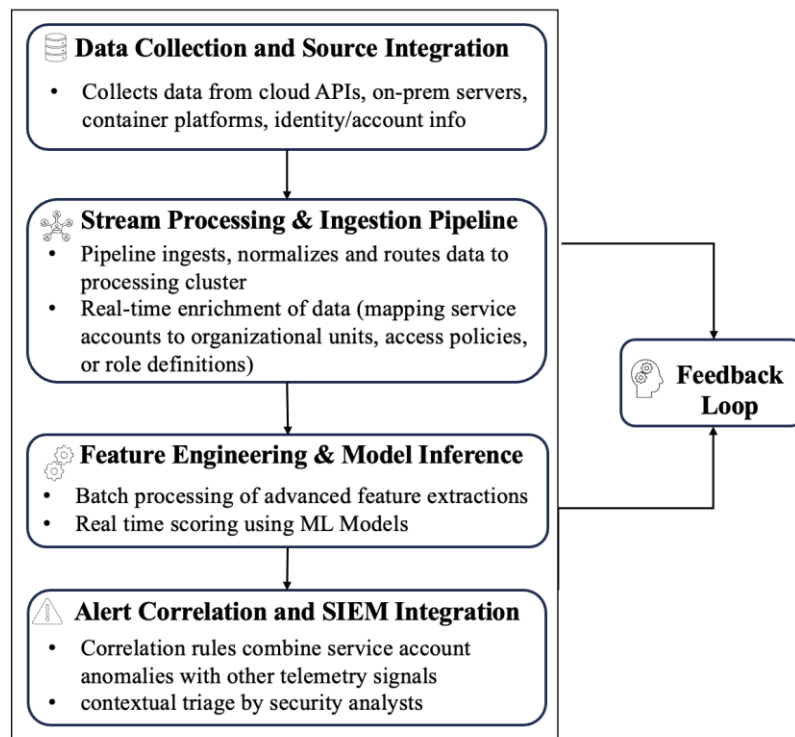 Data Collection and Source Integration
• Collects data from cloud APIs, on-prem servers,
container platforms, identity/account info
Stream Processing & Ingestion Pipeline
• Pipeline ingests, normalizes and routes data to
processing cluster
• Real-time enrichment of data (mapping service
accounts to organizational units, access policies,
or role definitions)
Feedback
Loop
Feature Engineering & Model Inference
• Batch processing of advanced feature extractions
• Real time scoring using ML Models
Alert Correlation and SIEM Integration
• Correlation rules combine service account
anomalies with other telemetry signals
• contextual triage by security analysts